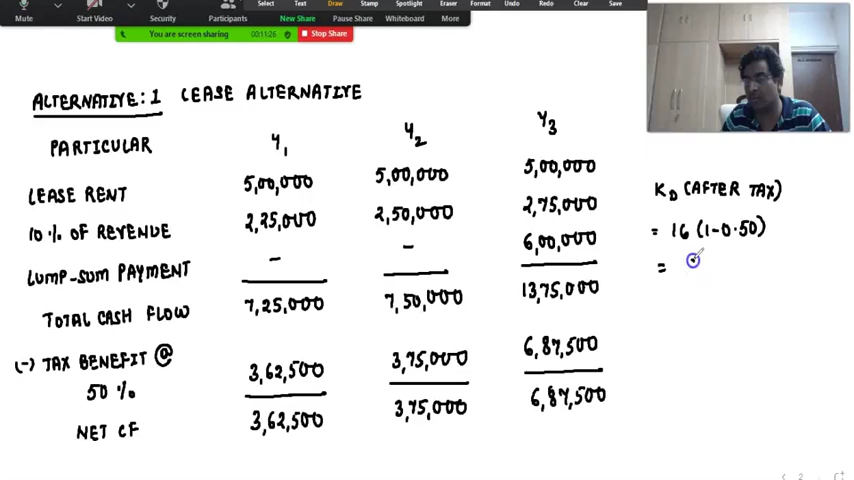 Select Text Draw Stamp Spotlight Eraser Format Undo Redo Clear Save
Mute Start Video Security Participants New Share Pause Share Whiteboard More
You are screen sharing 00:11:26 Stop Share
ALTERNATIVE: 1 LEASE ALTERNATIVE
PARTICULAR Y1 Y2 Y3
LEASE RENT 5,00,000 5,00,000 5,00,000
10% OF REVENUE 2,25,000 2,50,000 2,75,000
LUMP-SUM PAYMENT - - 6,00,000
TOTAL CASH FLOW 7,25,000 7,50,000 13,75,000
(-) TAX BENEFIT @ 3,62,500 3,75,000 6,87,500
50%
NET CF 3,62,500 3,75,000 6,87,500
KD (AFTER TAX)
= 16 (1-0.50)
=
2